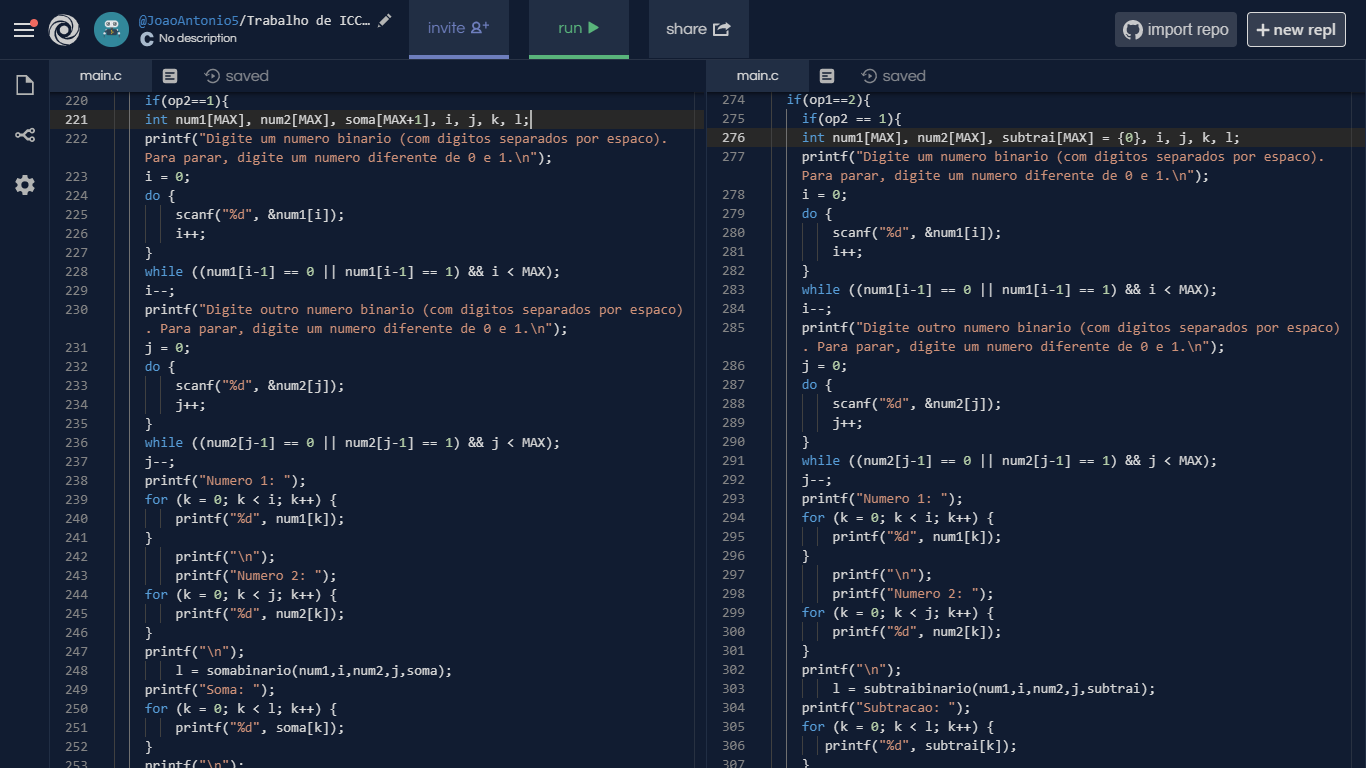 @JoaoAntonio5/Trabalho de ICC...
No description
invite
run
share
import repo
+ new repl
main.c
saved
220 if(op2==1){
221 int num1[MAX], num2[MAX], soma[MAX+1], i, j, k, l;
222 printf("Digite um numero binario (com digitos separados por espaco).
Para parar, digite um numero diferente de 0 e 1.\n");
223 i = 0;
224 do {
225 scanf("%d", &num1[i]);
226 i++;
227 }
228 while ((num1[i-1] == 0 || num1[i-1] == 1) && i < MAX);
229 i--;
230 printf("Digite outro numero binario (com digitos separados por espaco)
. Para parar, digite um numero diferente de 0 e 1.\n");
231 j = 0;
232 do {
233 scanf("%d", &num2[j]);
234 j++;
235 }
236 while ((num2[j-1] == 0 || num2[j-1] == 1) && j < MAX);
237 j--;
238 printf("Numero 1: ");
239 for (k = 0; k < i; k++) {
240 printf("%d", num1[k]);
241 }
242 printf("\n");
243 printf("Numero 2: ");
244 for (k = 0; k < j; k++) {
245 printf("%d", num2[k]);
246 }
247 printf("\n");
248 l = somabinario(num1,i,num2,j,soma);
249 printf("Soma: ");
250 for (k = 0; k < l; k++) {
251 printf("%d", soma[k]);
252 }
253 printf("\n");
main.c
saved
274 if(op1==2){
275 if(op2 == 1){
276 int num1[MAX], num2[MAX], subtrai[MAX] = {0}, i, j, k, l;
277 printf("Digite um numero binario (com digitos separados por espaco).
Para parar, digite um numero diferente de 0 e 1.\n");
278 i = 0;
279 do {
280 scanf("%d", &num1[i]);
281 i++;
282 }
283 while ((num1[i-1] == 0 || num1[i-1] == 1) && i < MAX);
284 i--;
285 printf("Digite outro numero binario (com digitos separados por espaco)
. Para parar, digite um numero diferente de 0 e 1.\n");
286 j = 0;
287 do {
288 scanf("%d", &num2[j]);
289 j++;
290 }
291 while ((num2[j-1] == 0 || num2[j-1] == 1) && j < MAX);
292 j--;
293 printf("Numero 1: ");
294 for (k = 0; k < i; k++) {
295 printf("%d", num1[k]);
296 }
297 printf("\n");
298 printf("Numero 2: ");
299 for (k = 0; k < j; k++) {
300 printf("%d", num2[k]);
301 }
302 printf("\n");
303 l = subtraibinario(num1,i,num2,j,subtrai);
304 printf("Subtracao: ");
305 for (k = 0; k < l; k++) {
306 printf("%d", subtrai[k]);
307 }